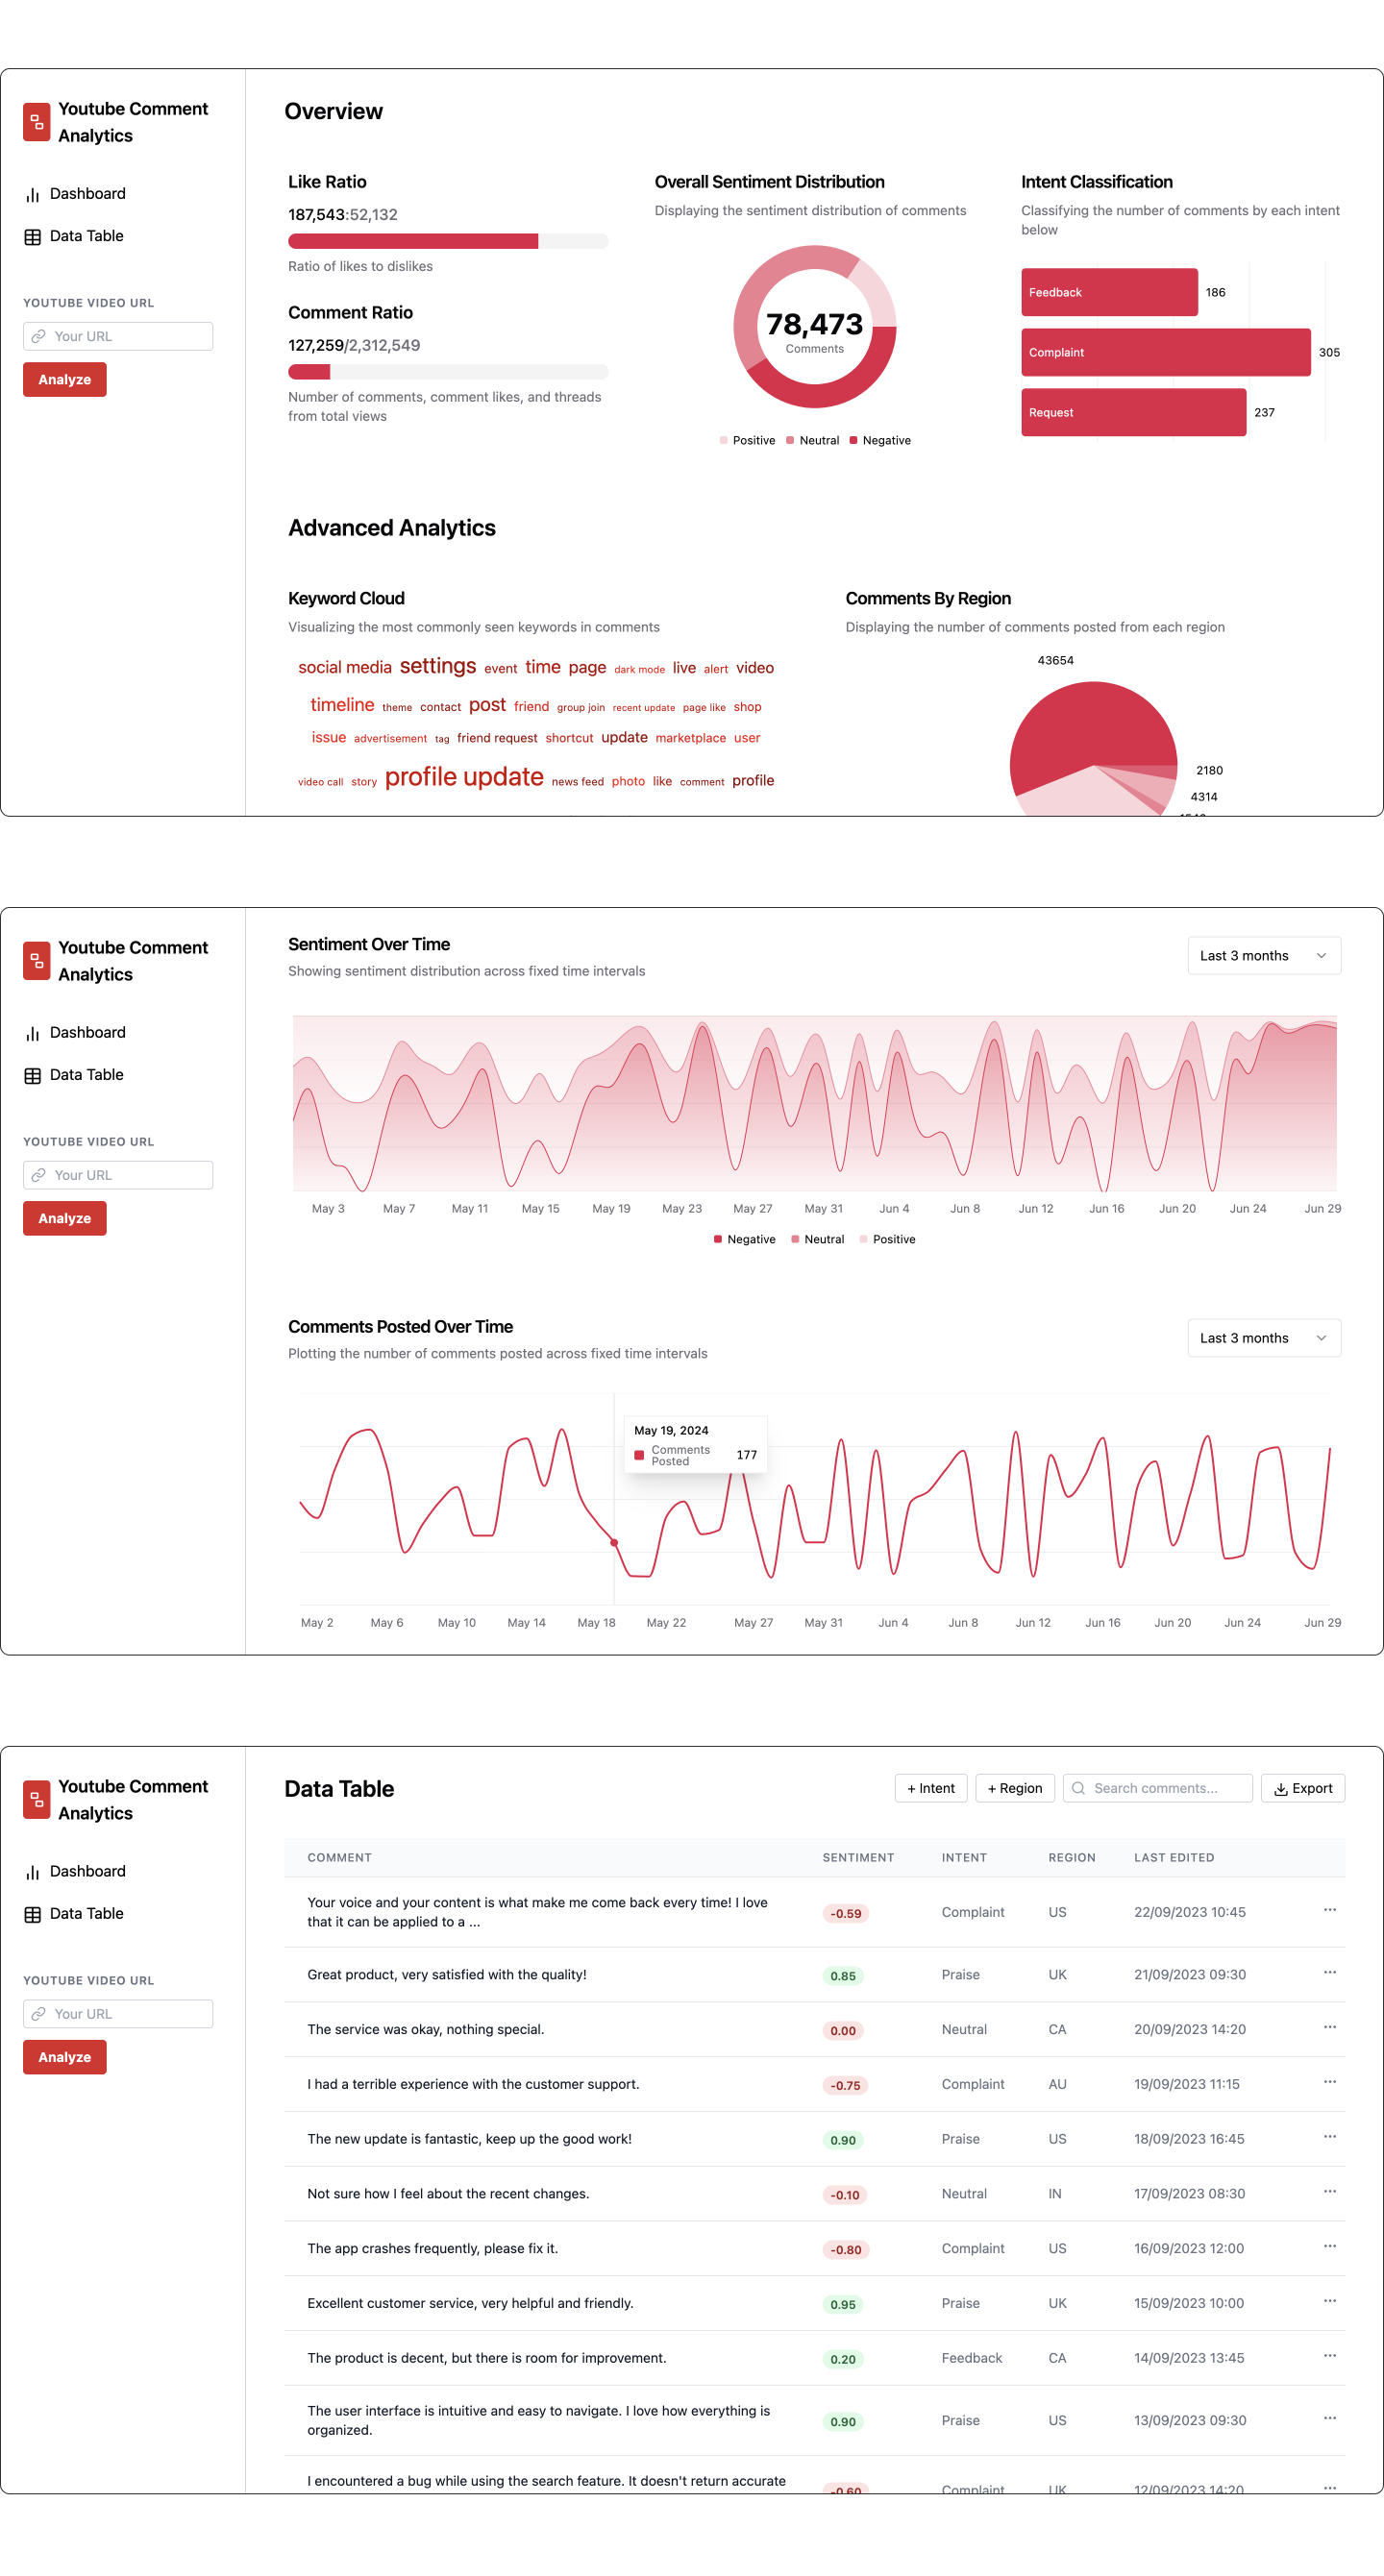 Youtube Comment
Analytics
Dashboard
Data Table
YOUTUBE VIDEO URL
Your URL
Analyze
Overview
Like Ratio
187,543:52,132
Ratio of likes to dislikes
Comment Ratio
127,259/2,312,549
Number of comments, comment likes, and threads
from total views
Overall Sentiment Distribution
Displaying the sentiment distribution of comments
78,473
Comments
Positive Neutral Negative
Intent Classification
Classifying the number of comments by each intent
below
Feedback 186
Complaint 305
Request 237
Advanced Analytics
Keyword Cloud
Visualizing the most commonly seen keywords in comments
social media settings event time page dark mode live alert video
timeline theme contact post friend group join recent update page like shop
issue advertisement tag friend request shortcut update marketplace user
video call story profile update news feed photo like comment profile
Comments By Region
Displaying the number of comments posted from each region
43654
2180
4314
Youtube Comment
Analytics
Dashboard
Data Table
YOUTUBE VIDEO URL
Your URL
Analyze
Sentiment Over Time
Showing sentiment distribution across fixed time intervals
Last 3 months
May 3 May 7 May 11 May 15 May 19 May 23 May 27 May 31 Jun 4 Jun 8 Jun 12 Jun 16 Jun 20 Jun 24 Jun 29
Negative Neutral Positive
Comments Posted Over Time
Plotting the number of comments posted across fixed time intervals
Last 3 months
May 19, 2024
Comments
Posted
177
May 2 May 6 May 10 May 14 May 18 May 22 May 27 May 31 Jun 4 Jun 8 Jun 12 Jun 16 Jun 20 Jun 24 Jun 29
Youtube Comment
Analytics
Dashboard
Data Table
YOUTUBE VIDEO URL
Your URL
Analyze
Data Table
+ Intent + Region Search comments... Export
COMMENT SENTIMENT INTENT REGION LAST EDITED
Your voice and your content is what make me come back every time! I love
that it can be applied to a ...
-0.59 Complaint US 22/09/2023 10:45
Great product, very satisfied with the quality! 0.85 Praise UK 21/09/2023 09:30
The service was okay, nothing special. 0.00 Neutral CA 20/09/2023 14:20
I had a terrible experience with the customer support. -0.75 Complaint AU 19/09/2023 11:15
The new update is fantastic, keep up the good work! 0.90 Praise US 18/09/2023 16:45
Not sure how I feel about the recent changes. -0.10 Neutral IN 17/09/2023 08:30
The app crashes frequently, please fix it. -0.80 Complaint US 16/09/2023 12:00
Excellent customer service, very helpful and friendly. 0.95 Praise UK 15/09/2023 10:00
The product is decent, but there is room for improvement. 0.20 Feedback CA 14/09/2023 13:45
The user interface is intuitive and easy to navigate. I love how everything is
organized.
0.90 Praise US 13/09/2023 09:30
I encountered a bug while using the search feature. It doesn't return accurate
-0.60 Complaint UK 12/09/2023 14:20